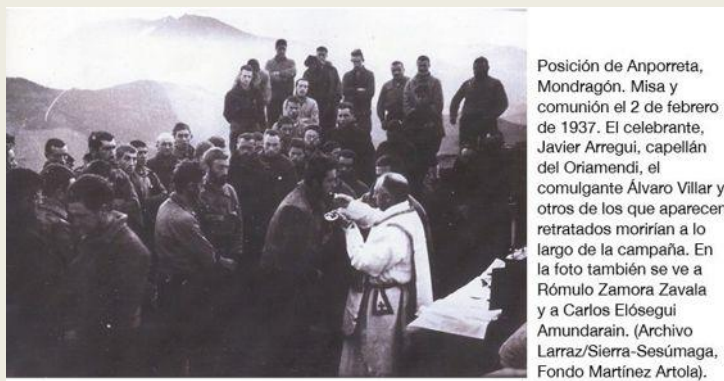 Posición de Anporreta,
Mondragón. Misa y
comunión el 2 de febrero
de 1937. El celebrante,
Javier Arregui, capellán
del Oriamendi, el
comulgante Álvaro Villar y
otros de los que aparecen
retratados morirían a lo
largo de la campaña. En
la foto también se ve a
Rómulo Zamora Zavala
y a Carlos Elósegui
Amundarain. (Archivo
Larraz/Sierra-Sesúmaga,
Fondo Martínez Artola).